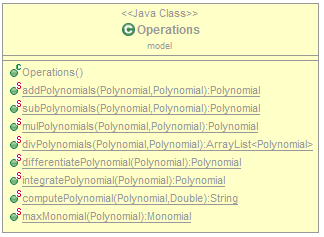 <<Java Class>>
C Operations
model
C Operations()
S addPolynomials(Polynomial,Polynomial):Polynomial
S subPolynomials(Polynomial,Polynomial):Polynomial
S mulPolynomials(Polynomial,Polynomial):Polynomial
S divPolynomials(Polynomial,Polynomial):ArrayList<Polynomial>
S differentiatePolynomial(Polynomial):Polynomial
S integratePolynomial(Polynomial):Polynomial
S computePolynomial(Polynomial,Double):String
S maxMonomial(Polynomial):Monomial